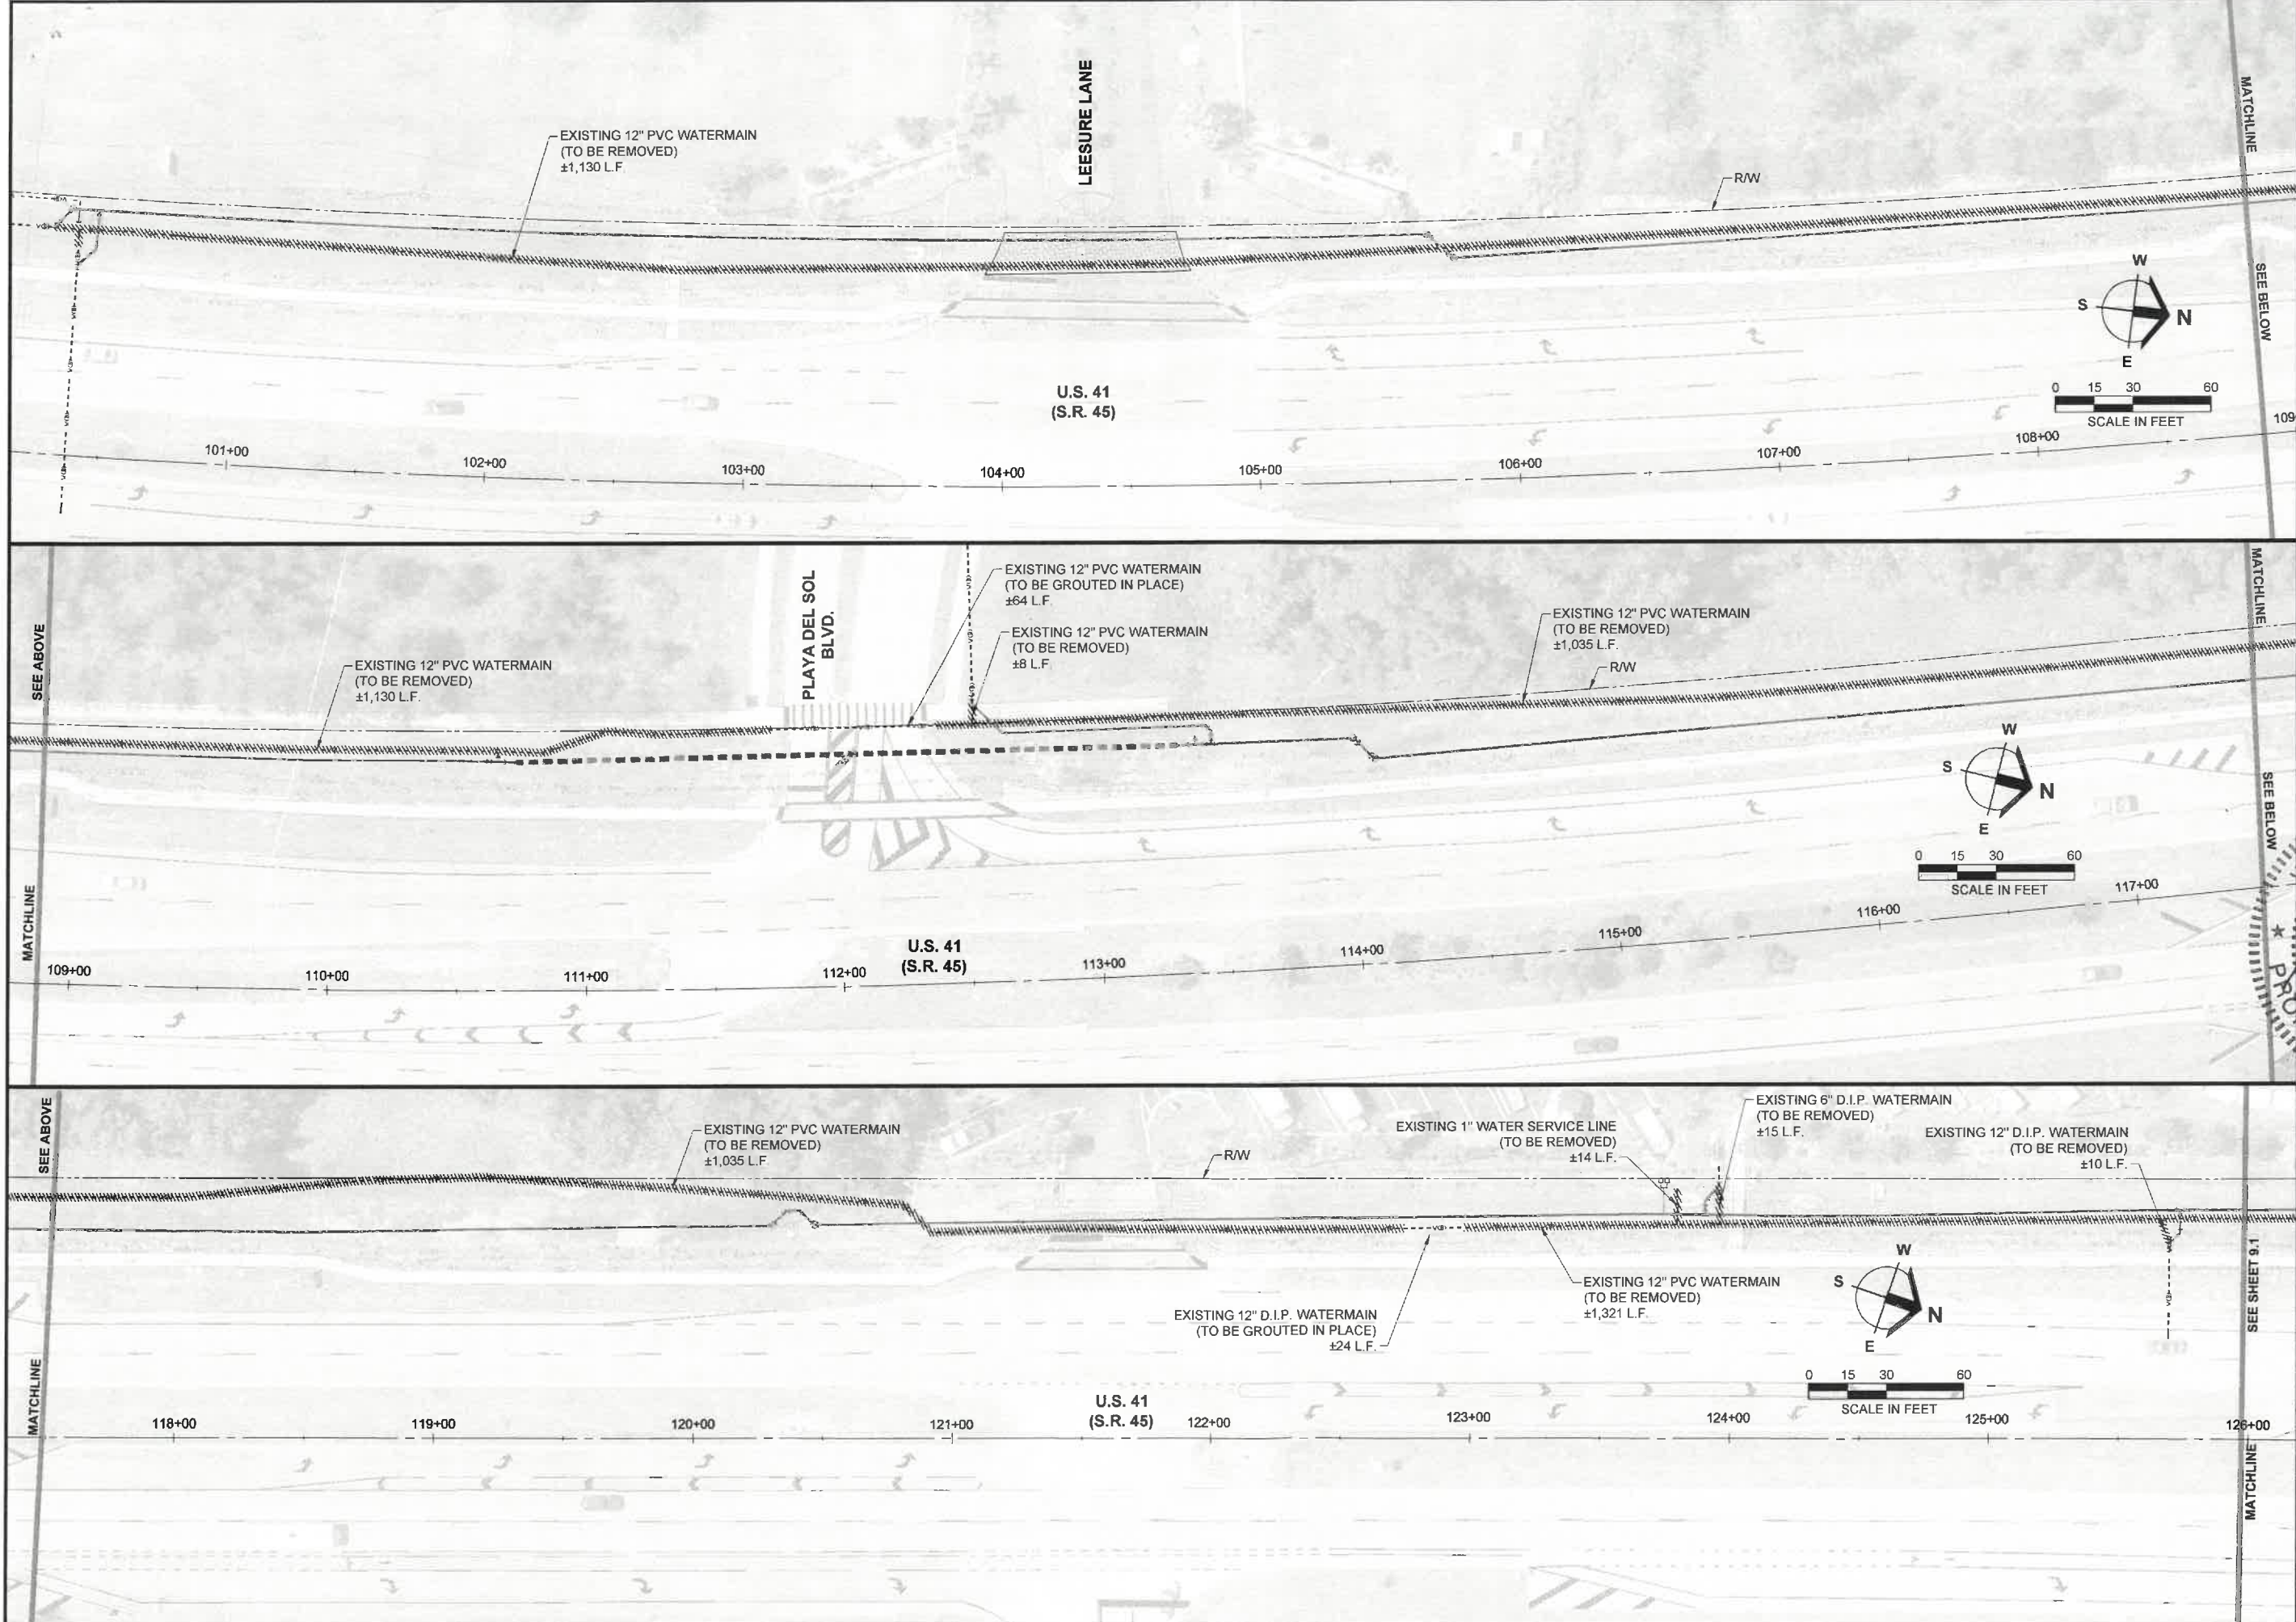 LEESURE LANE
MATCHLINE
EXISTING 12" PVC WATERMAIN
(TO BE REMOVED)
±1,130 L.F.
R/W
W
S
N
E
SEE BELOW
0 15 30 60
SCALE IN FEET
U.S. 41
(S.R. 45)
101+00
102+00
103+00
104+00
105+00
106+00
107+00
108+00
109
SEE ABOVE
MATCHLINE
EXISTING 12" PVC WATERMAIN
(TO BE REMOVED)
±1,130 L.F.
PLAYA DEL SOL
BLVD.
EXISTING 12" PVC WATERMAIN
(TO BE GROUTED IN PLACE)
±64 L.F.
EXISTING 12" PVC WATERMAIN
(TO BE REMOVED)
±8 L.F.
EXISTING 12" PVC WATERMAIN
(TO BE REMOVED)
±1,035 L.F.
R/W
MATCHLINE
W
S
N
E
SEE BELOW
0 15 30 60
SCALE IN FEET
U.S. 41
(S.R. 45)
109+00
110+00
111+00
112+00
113+00
114+00
115+00
116+00
117+00
PRO
SEE ABOVE
MATCHLINE
EXISTING 12" PVC WATERMAIN
(TO BE REMOVED)
±1,035 L.F.
R/W
EXISTING 1" WATER SERVICE LINE
(TO BE REMOVED)
±14 L.F.
EXISTING 6" D.I.P. WATERMAIN
(TO BE REMOVED)
±15 L.F.
EXISTING 12" D.I.P. WATERMAIN
(TO BE REMOVED)
±10 L.F.
EXISTING 12" D.I.P. WATERMAIN
(TO BE GROUTED IN PLACE)
±24 L.F.
EXISTING 12" PVC WATERMAIN
(TO BE REMOVED)
±1,321 L.F.
W
S
N
E
SEE SHEET 9.1
0 15 30 60
SCALE IN FEET
U.S. 41
(S.R. 45)
118+00
119+00
120+00
121+00
122+00
123+00
124+00
125+00
126+00
MATCHLINE